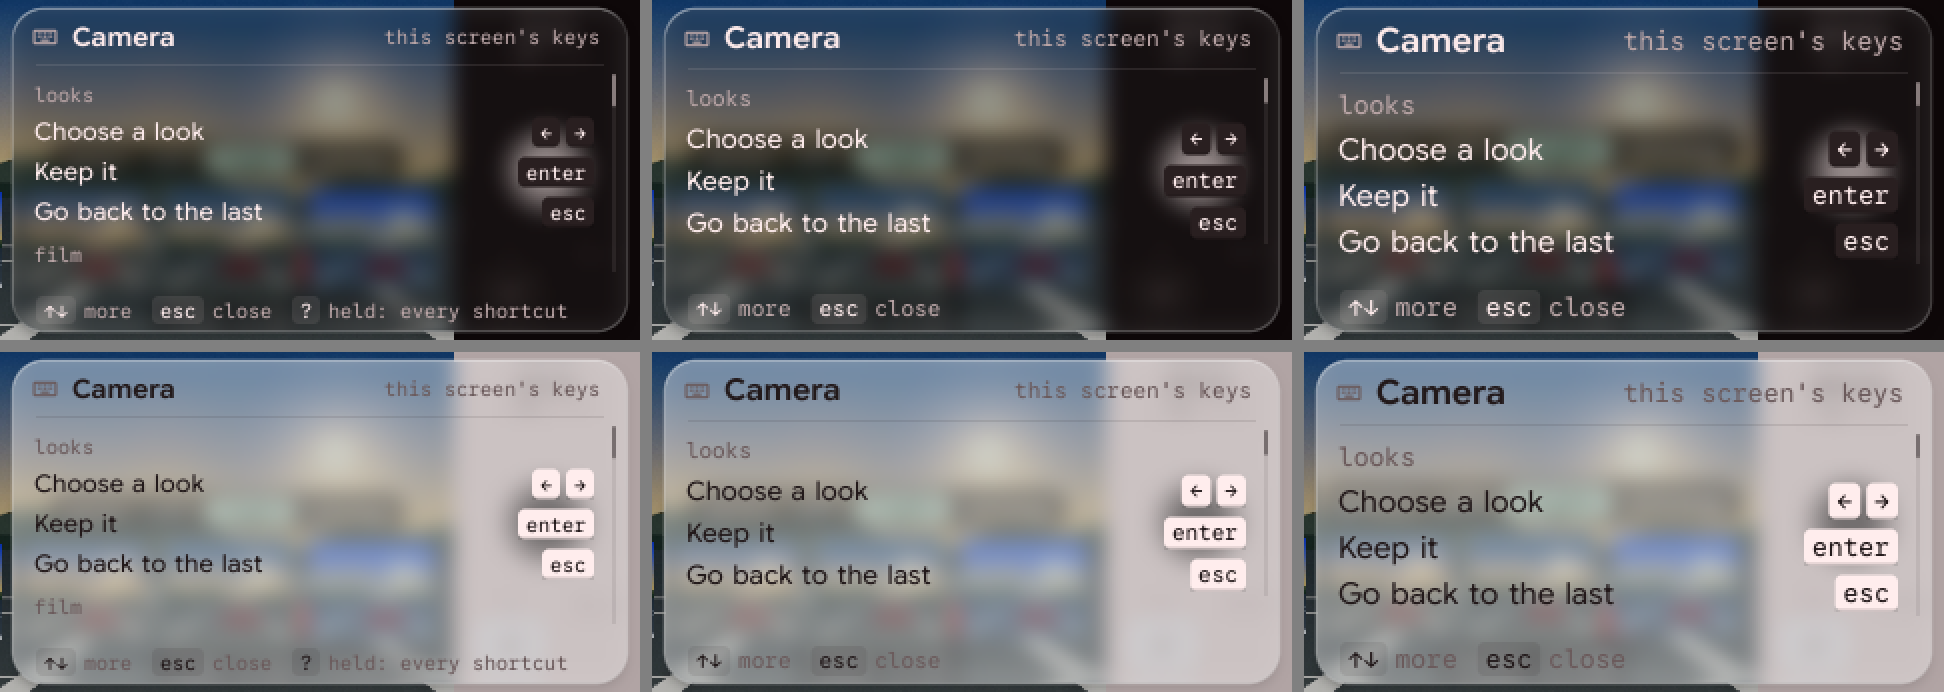 Camera this screen's keys
looks
Choose a look ← →
Keep it enter
Go back to the last esc
film
↑↓ more esc close ? held: every shortcut
Camera this screen's keys
looks
Choose a look ← →
Keep it enter
Go back to the last esc
↑↓ more esc close
Camera this screen's keys
looks
Choose a look ← →
Keep it enter
Go back to the last esc
↑↓ more esc close
Camera this screen's keys
looks
Choose a look ← →
Keep it enter
Go back to the last esc
film
↑↓ more esc close ? held: every shortcut
Camera this screen's keys
looks
Choose a look ← →
Keep it enter
Go back to the last esc
↑↓ more esc close
Camera this screen's keys
looks
Choose a look ← →
Keep it enter
Go back to the last esc
↑↓ more esc close